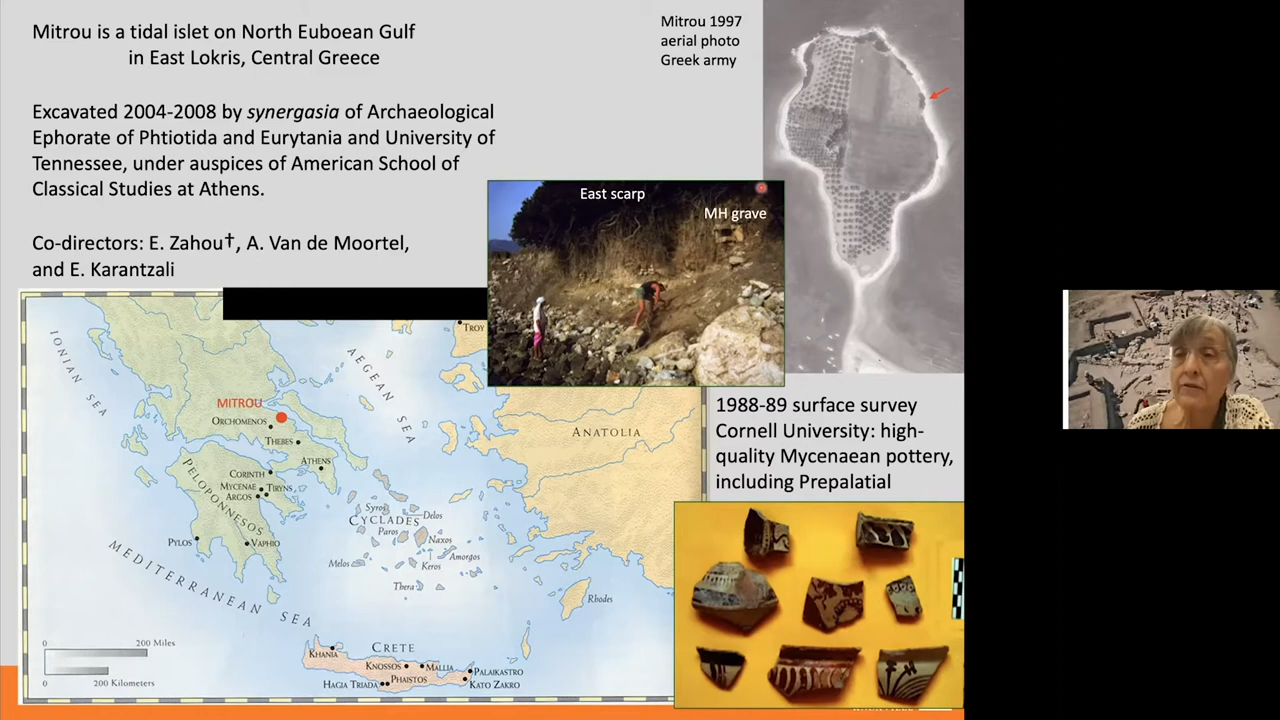 Mitrou is a tidal islet on North Euboean Gulf
in East Lokris, Central Greece
Excavated 2004-2008 by synergasia of Archaeological
Ephorate of Phtiotida and Eurytania and University of
Tennessee, under auspices of American School of
Classical Studies at Athens.
Co-directors: E. Zahou†, A. Van de Moortel,
and E. Karantzali
Mitrou 1997
aerial photo
Greek army
East scarp
MH grave
1988-89 surface survey
Cornell University: high-
quality Mycenaean pottery,
including Prepalatial
IONIAN SEA
AEGEAN SEA
TROY
MITROU
ORCHOMENOS
THEBES
ATHENS
ANATOLIA
CORINTH
MYCENAE
TIRYNS
ARGOS
PELOPONNESOS
PYLOS
VAPHIO
Syros
Delos
CYCLADES
Paros
Naxos
Amorgos
Melos
Keros
Thera
Rhodes
MEDITERRANEAN SEA
0 200 Miles
0 200 Kilometers
CRETE
KHANIA
KNOSSOS
MALLIA
PALAIKASTRO
PHAISTOS
HAGIA TRIADA
KATO ZAKRO